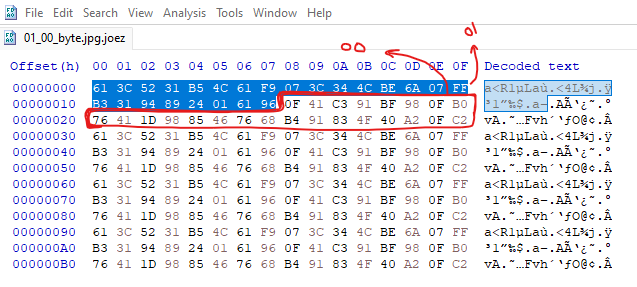 File Edit Search View Analysis Tools Window Help
01_00_byte.jpg.joez
00 01
Offset(h) 00 01 02 03 04 05 06 07 08 09 0A 0B 0C 0D 0E 0F Decoded text
00000000 61 3C 52 31 B5 4C 61 F9 07 3C 34 4C BE 6A 07 FF a<R1µLaù.<4L¾j.ÿ
00000010 B3 31 94 89 24 01 61 96 0F 41 C3 91 BF 98 0F B0 ³1”‰$.a–.AÑ¿˜.°
00000020 76 41 1D 98 85 46 76 68 B4 91 83 4F 40 A2 0F C2 vA.˜…Fvh´‘ƒO@¢.Â
00000030 61 3C 52 31 B5 4C 61 F9 07 3C 34 4C BE 6A 07 FF a<R1µLaù.<4L¾j.ÿ
00000040 B3 31 94 89 24 01 61 96 0F 41 C3 91 BF 98 0F B0 ³1”‰$.a–.AÑ¿˜.°
00000050 76 41 1D 98 85 46 76 68 B4 91 83 4F 40 A2 0F C2 vA.˜…Fvh´‘ƒO@¢.Â
00000060 61 3C 52 31 B5 4C 61 F9 07 3C 34 4C BE 6A 07 FF a<R1µLaù.<4L¾j.ÿ
00000070 B3 31 94 89 24 01 61 96 0F 41 C3 91 BF 98 0F B0 ³1”‰$.a–.AÑ¿˜.°
00000080 76 41 1D 98 85 46 76 68 B4 91 83 4F 40 A2 0F C2 vA.˜…Fvh´‘ƒO@¢.Â
00000090 61 3C 52 31 B5 4C 61 F9 07 3C 34 4C BE 6A 07 FF a<R1µLaù.<4L¾j.ÿ
000000A0 B3 31 94 89 24 01 61 96 0F 41 C3 91 BF 98 0F B0 ³1”‰$.a–.AÑ¿˜.°
000000B0 76 41 1D 98 85 46 76 68 B4 91 83 4F 40 A2 0F C2 vA.˜…Fvh´‘ƒO@¢.Â